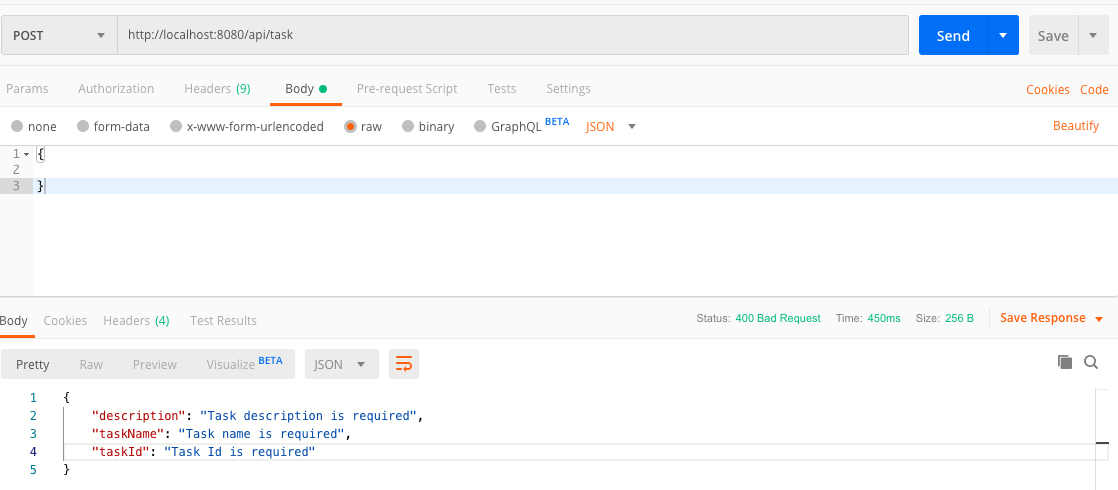 POST http://localhost:8080/api/task Send Save
Params Authorization Headers (9) Body Pre-request Script Tests Settings Cookies Code
none form-data x-www-form-urlencoded raw binary GraphQL BETA JSON Beautify
1 {
2
3 }
Body Cookies Headers (4) Test Results Status: 400 Bad Request Time: 450ms Size: 256 B Save Response
Pretty Raw Preview Visualize BETA JSON
1 {
2 "description": "Task description is required",
3 "taskName": "Task name is required",
4 "taskId": "Task Id is required"
5 }